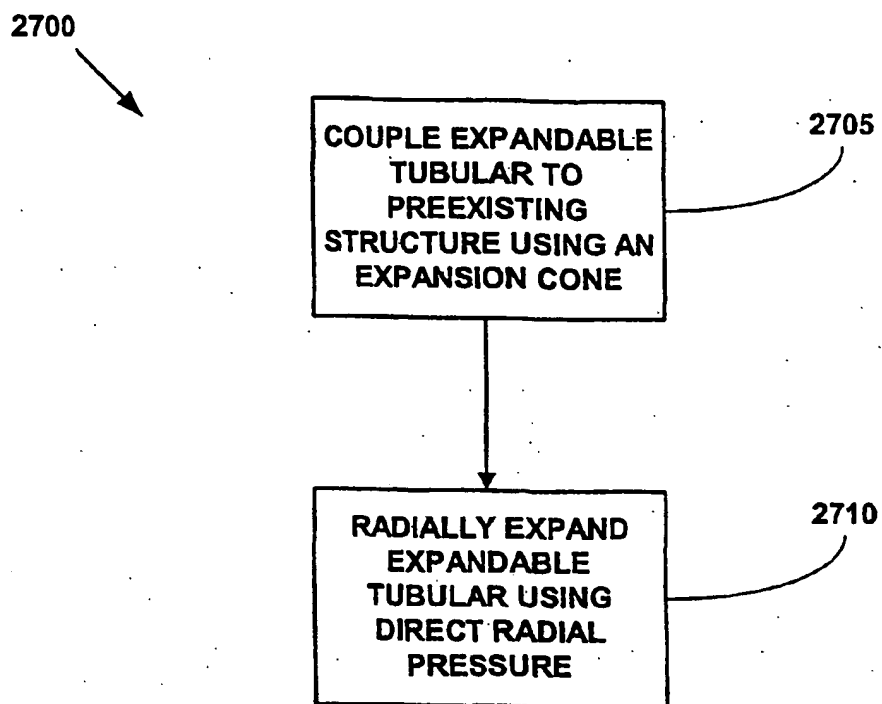 2700
COUPLE EXPANDABLE
TUBULAR TO
PREEXISTING
STRUCTURE USING AN
EXPANSION CONE
2705
RADIALLY EXPAND
EXPANDABLE
TUBULAR USING
DIRECT RADIAL
PRESSURE
2710